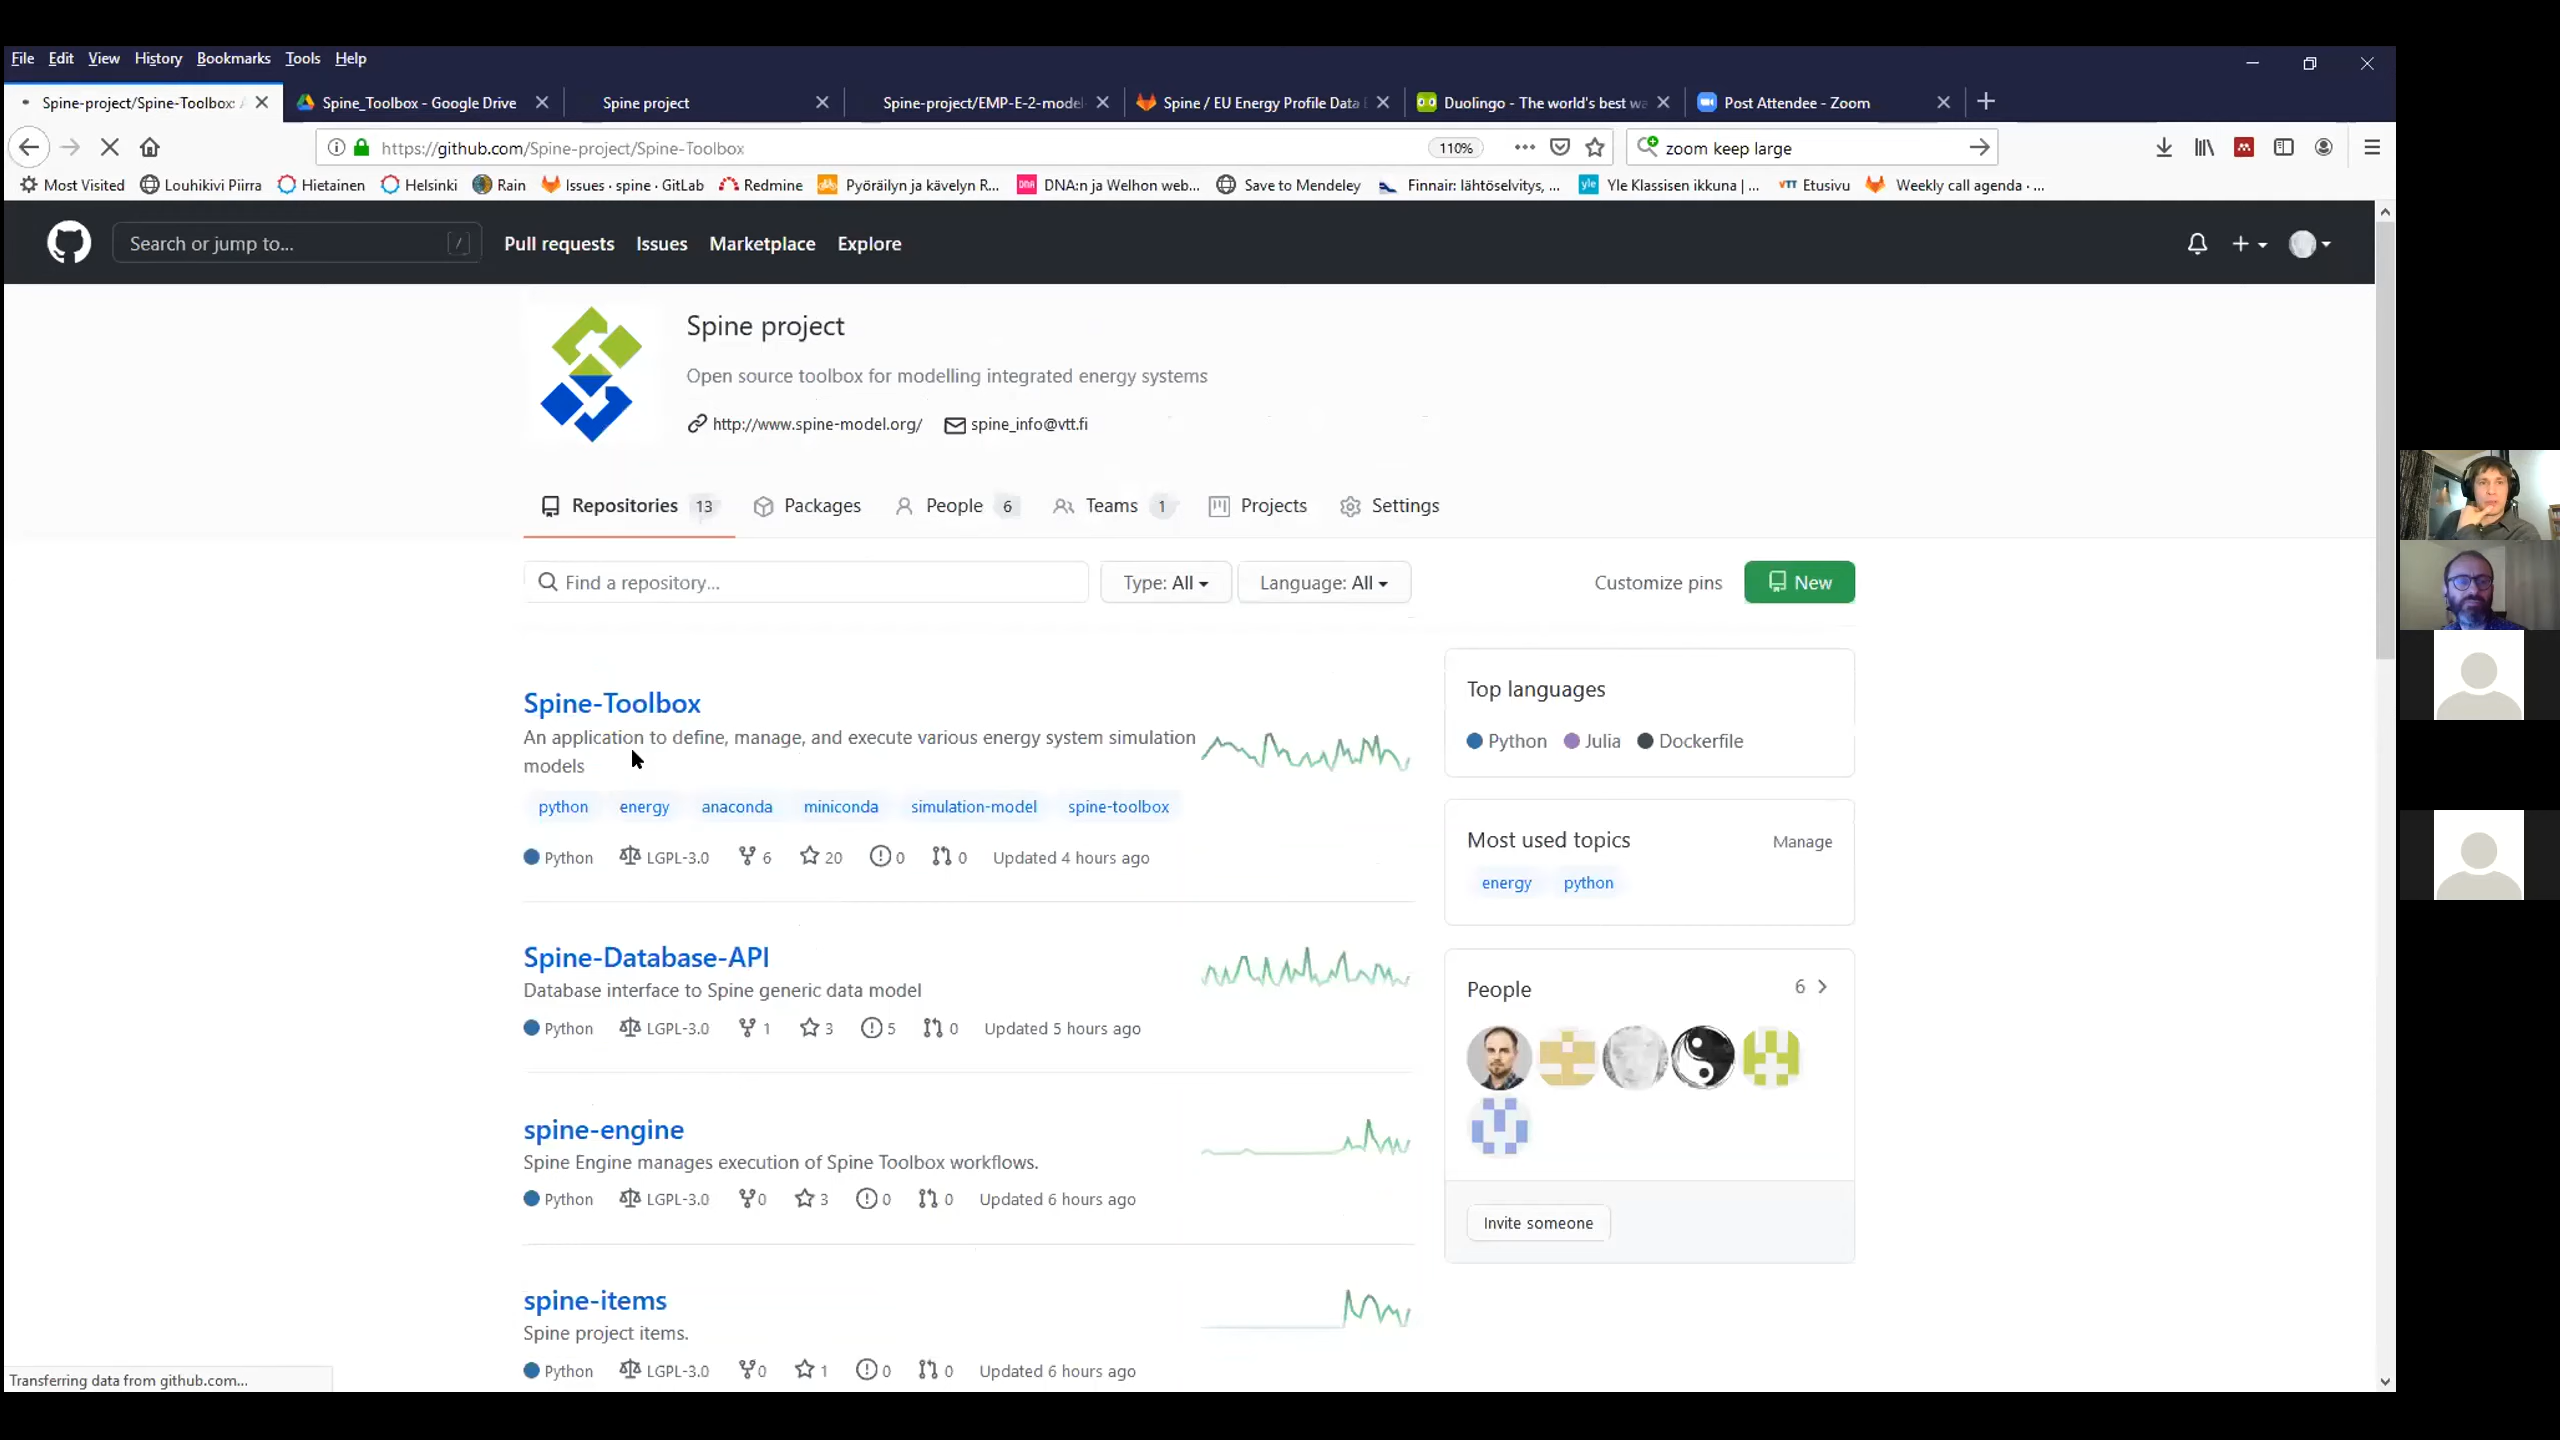 File Edit View History Bookmarks Tools Help
Spine-project/Spine-Toolbox: A Spine_Toolbox - Google Drive Spine project Spine-project/EMP-E-2-model- Spine / EU Energy Profile Data Duolingo - The world's best wa Post Attendee - Zoom
https://github.com/Spine-project/Spine-Toolbox 110% zoom keep large
Most Visited Louhikivi Piirra Hietainen Helsinki Rain Issues · spine · GitLab Redmine Pyöräilyn ja kävelyn R... DNA:n ja Welhon web... Save to Mendeley Finnair: lähtöselvitys, ... Yle Klassisen ikkuna | ... Etusivu Weekly call agenda · ...
Search or jump to... / Pull requests Issues Marketplace Explore
Spine project
Open source toolbox for modelling integrated energy systems
http://www.spine-model.org/ spine_info@vtt.fi
Repositories 13 Packages People 6 Teams 1 Projects Settings
Find a repository... Type: All Language: All Customize pins New
Spine-Toolbox
An application to define, manage, and execute various energy system simulation
models
python energy anaconda miniconda simulation-model spine-toolbox
Python LGPL-3.0 6 20 0 0 Updated 4 hours ago
Spine-Database-API
Database interface to Spine generic data model
Python LGPL-3.0 1 3 5 0 Updated 5 hours ago
spine-engine
Spine Engine manages execution of Spine Toolbox workflows.
Python LGPL-3.0 0 3 0 0 Updated 6 hours ago
spine-items
Spine project items.
Python LGPL-3.0 0 1 0 0 Updated 6 hours ago
Top languages
Python Julia Dockerfile
Most used topics Manage
energy python
People 6
Invite someone
Transferring data from github.com...